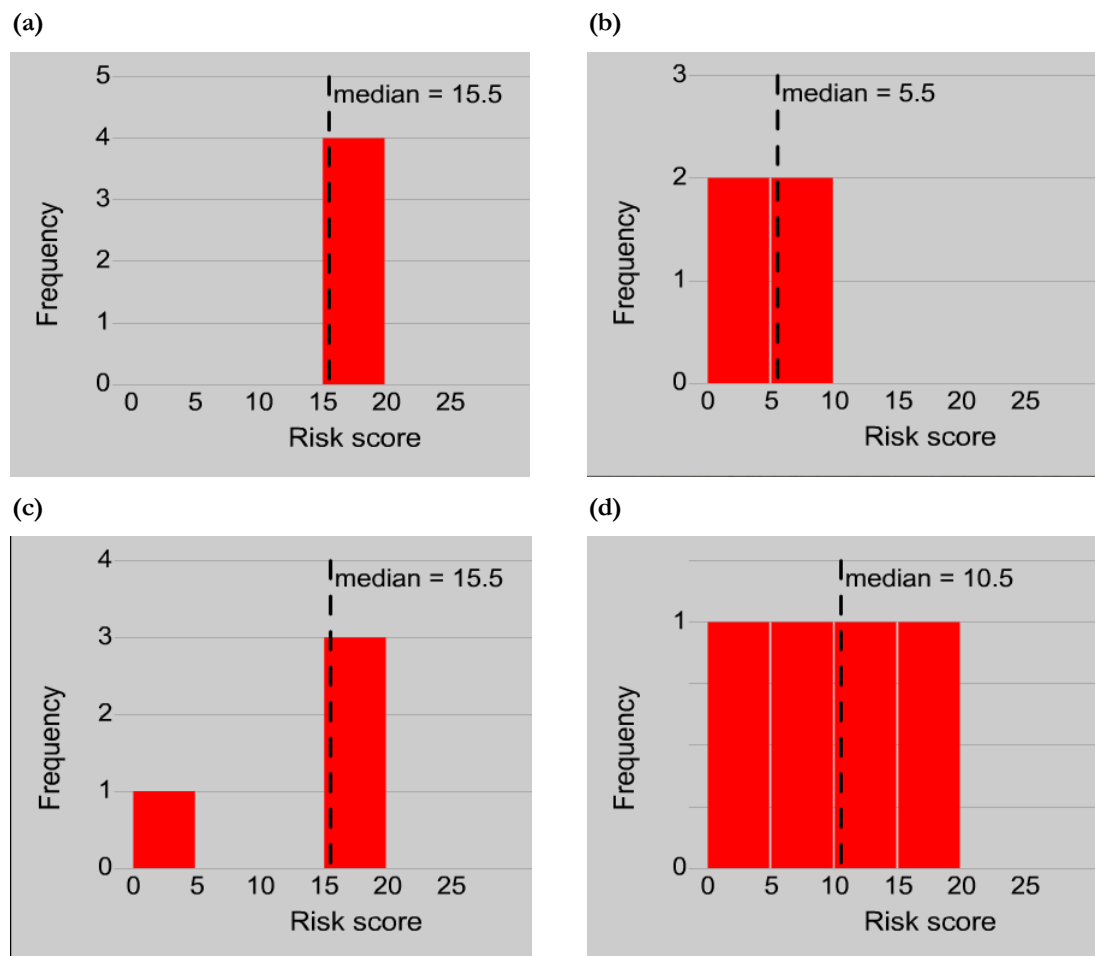 (a)
5
median = 15.5
4
3
2
1
0
0 5 10 15 20 25
Frequency
Risk score
(b)
3
median = 5.5
2
1
0
0 5 10 15 20 25
Frequency
Risk score
(c)
4
median = 15.5
3
2
1
0
0 5 10 15 20 25
Frequency
Risk score
(d)
median = 10.5
1
0
0 5 10 15 20 25
Frequency
Risk score